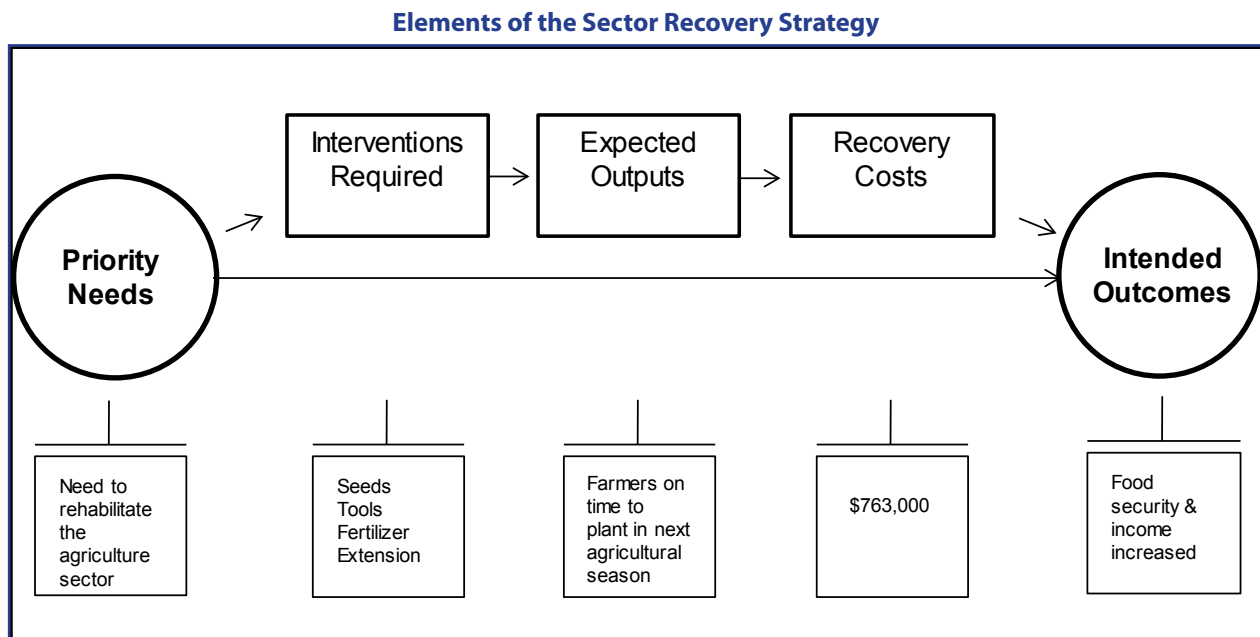 Elements of the Sector Recovery Strategy
Interventions
Required
Expected
Outputs
Recovery
Costs
Priority
Needs
Intended
Outcomes
Need to
rehabilitate
the
agriculture
sector
Seeds
Tools
Fertilizer
Extension
Farmers on
time to
plant in next
agricultural
season
$763,000
Food
security &
income
increased